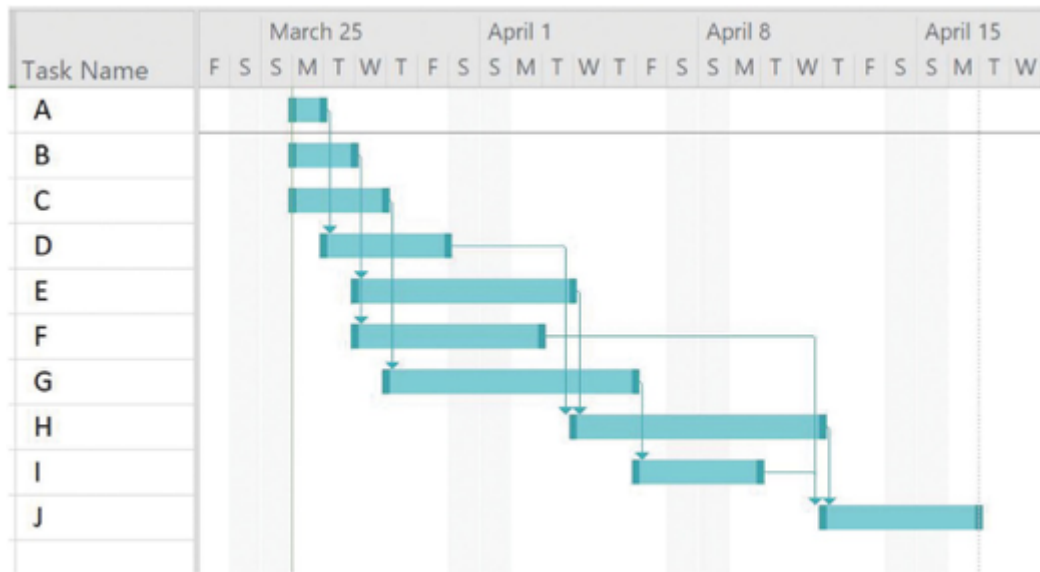 March 25 April 1 April 8 April 15
Task Name F S S M T W T F S S M T W T F S S M T W T F S S M T W
A
B
C
D
E
F
G
H
I
J